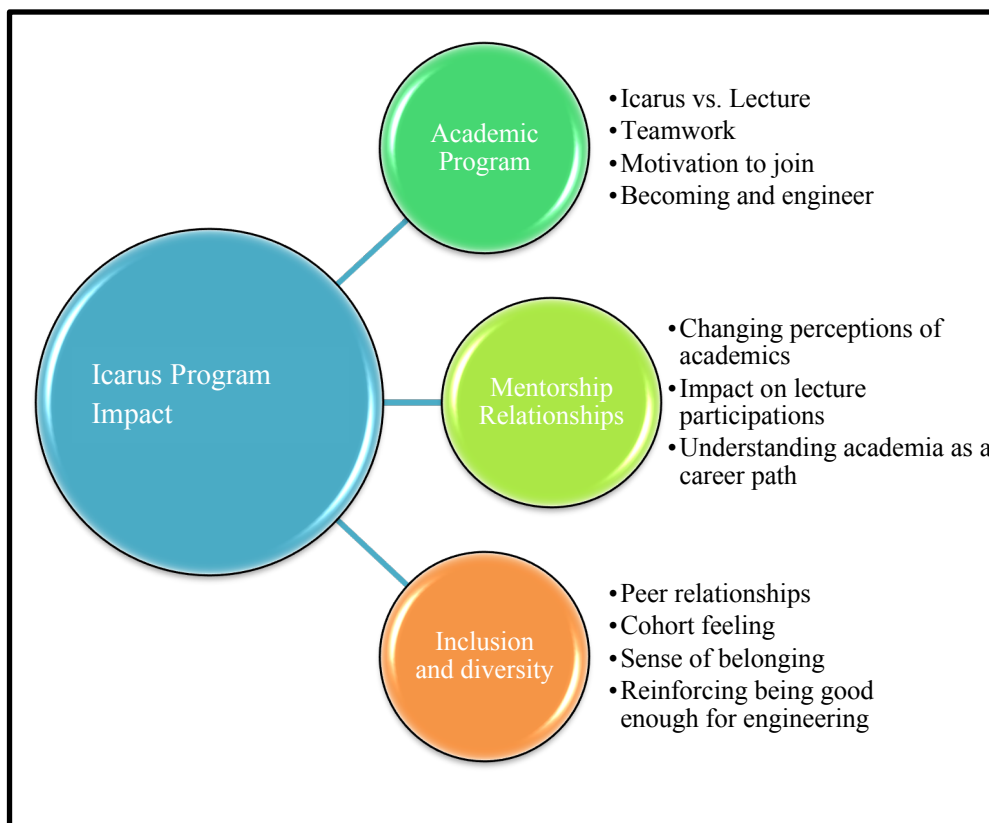 Academic
Program
•Icarus vs. Lecture
•Teamwork
•Motivation to join
•Becoming and engineer
Icarus Program
Impact
Mentorship
Relationships
•Changing perceptions of
academics
•Impact on lecture
participations
•Understanding academia as a
career path
Inclusion
and diversity
•Peer relationships
•Cohort feeling
•Sense of belonging
•Reinforcing being good
enough for engineering